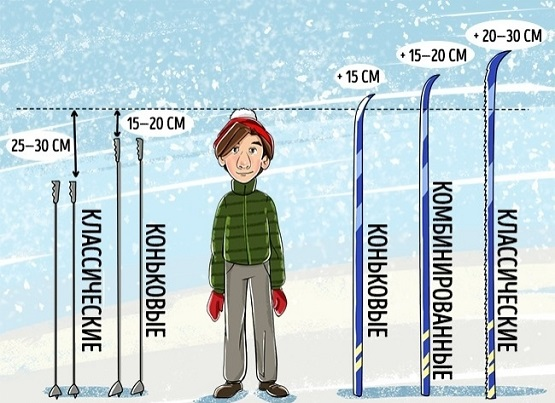 25–30 СМ
15–20 СМ
+ 15 СМ
+ 15–20 СМ
+ 20–30 СМ
КЛАССИЧЕСКИЕ
КОНЬКОВЫЕ
КОНЬКОВЫЕ
КОМБИНИРОВАННЫЕ
КЛАССИЧЕСКИЕ